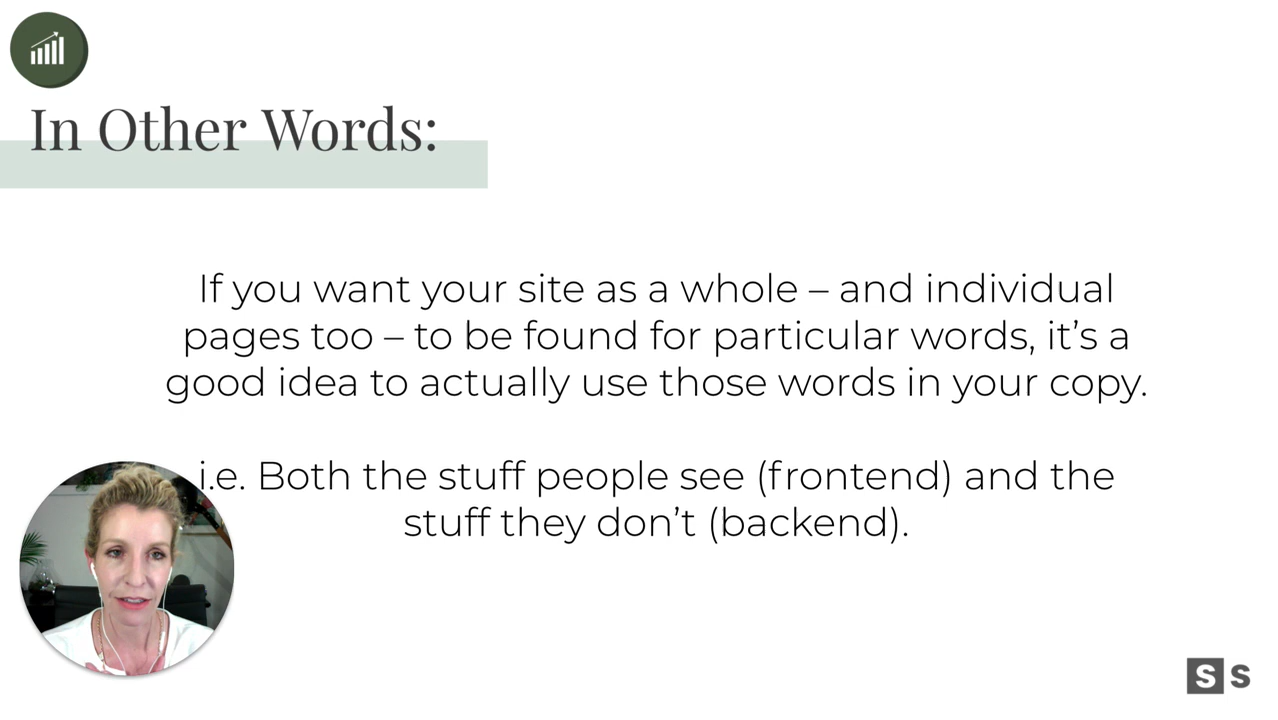 In Other Words:
If you want your site as a whole – and individual
pages too – to be found for particular words, it’s a
good idea to actually use those words in your copy.
i.e. Both the stuff people see (frontend) and the
stuff they don’t (backend).
S S